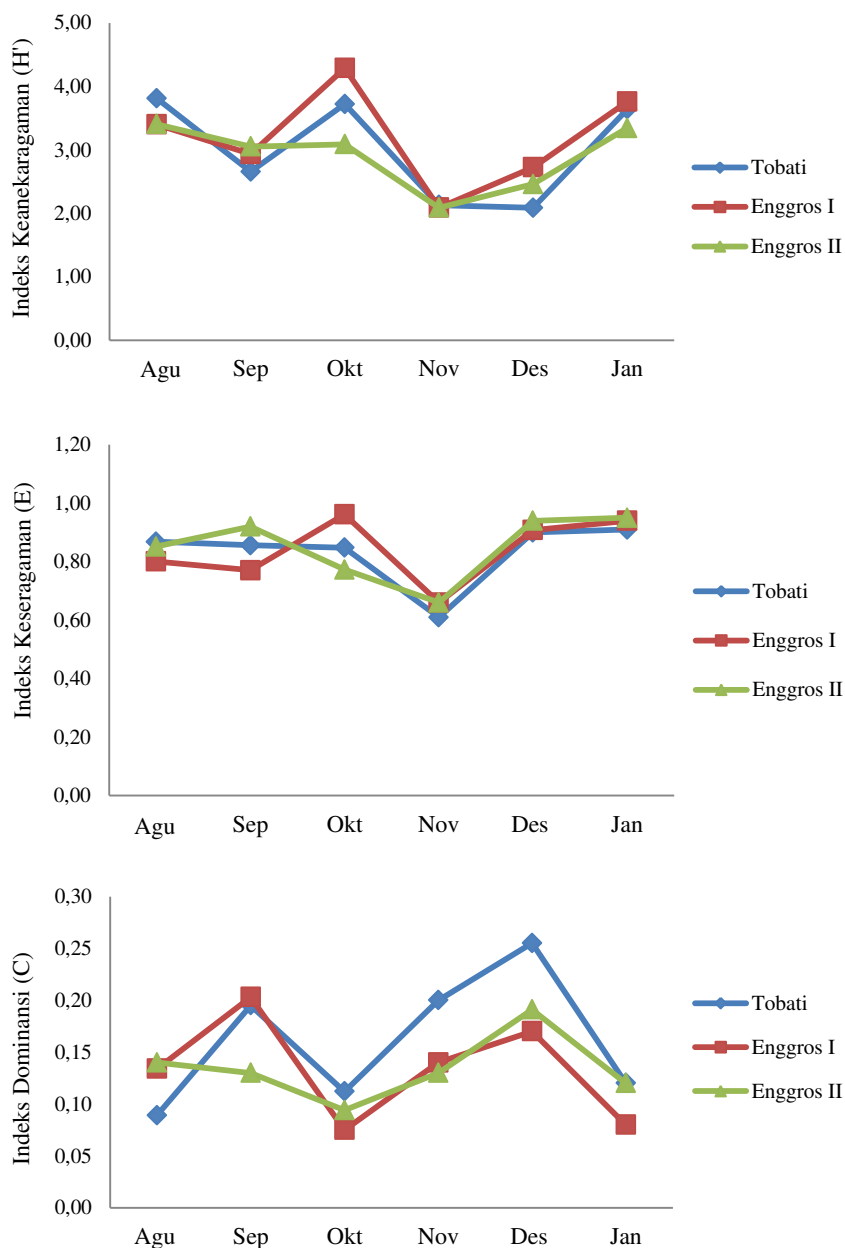 Indeks Keanekaragaman (H')
5,00
4,00
3,00
2,00
1,00
0,00
Agu Sep Okt Nov Des Jan
Tobati
Enggros I
Enggros II
Indeks Keseragaman (E)
1,20
1,00
0,80
0,60
0,40
0,20
0,00
Agu Sep Okt Nov Des Jan
Tobati
Enggros I
Enggros II
Indeks Dominansi (C)
0,30
0,25
0,20
0,15
0,10
0,05
0,00
Agu Sep Okt Nov Des Jan
Tobati
Enggros I
Enggros II